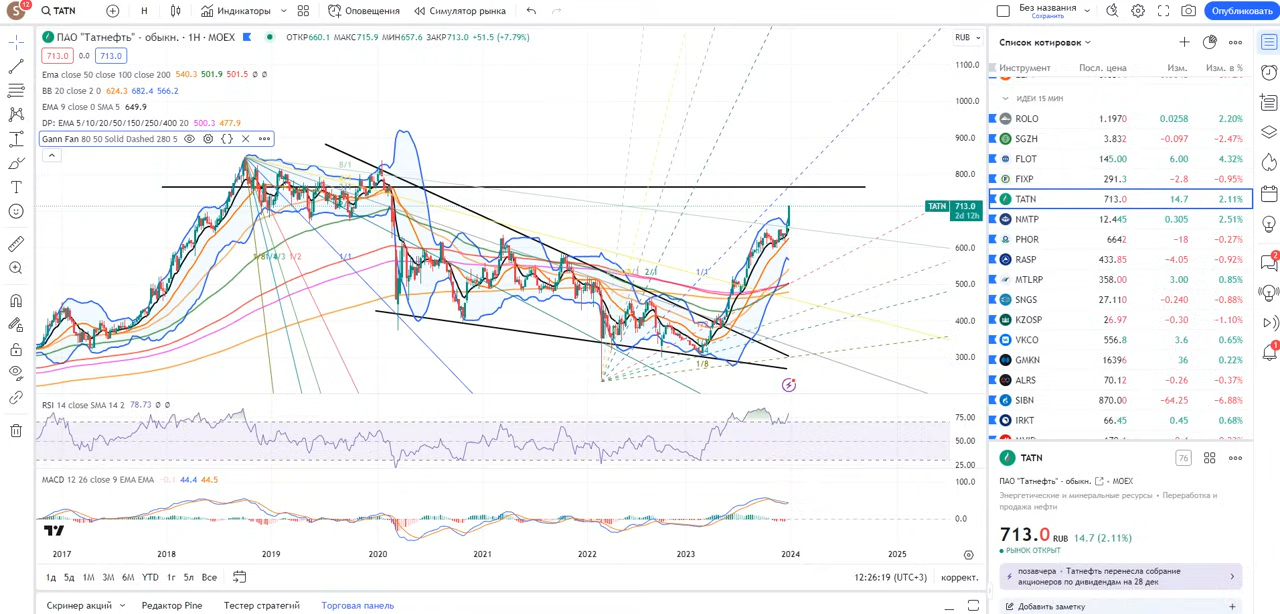 S 12 TATN Н Индикаторы Оповещения Симулятор рынка Без названия Сохранить Опубликовать
ПАО "Татнефть" - обыкн. · 1Н · MOEX ОТКР660.1 МАКС715.9 МИН657.6 ЗАКР713.0 +51.5 (+7.79%)
713.0 0.0 713.0
Ema close 50 close 100 close 200 540.3 501.9 501.5 ∅ ∅
BB 20 close 2 0 624.3 682.4 566.2
EMA 9 close 0 SMA 5 649.9
DP: EMA 5/10/20/50/150/250/400 20 500.3 477.9
Gann Fan 80 50 Solid Dashed 280 5
RUB
1100.0
1000.0
900.0
800.0
TATN 713.0
2d 12h
600.0
500.0
400.0
300.0
8/1
1/1
2/1 1/1
1/8
RSI 14 close SMA 14 2 78.73 ∅ ∅
75.00
50.00
25.00
MACD 12 26 close 9 EMA EMA -0.1 44.4 44.5
100.0
0.0
2017 2018 2019 2020 2021 2022 2023 2024 2025
1д 5д 1М 3М 6М YTD 1г 5л Все 12:26:19 (UTC+3) коррект.
Скринер акций Редактор Pine Тестер стратегий Торговая панель
Список котировок
Инструмент Посл. цена Изм. Изм. в %
ИДЕИ 15 МИН
ROLO 1.1970 0.0258 2.20%
SGZH 3.832 -0.097 -2.47%
FLOT 145.00 6.00 4.32%
FIXP 291.3 -2.8 -0.95%
TATN 713.0 14.7 2.11%
NMTP 12.445 0.305 2.51%
PHOR 6642 -18 -0.27%
RASP 433.85 -4.05 -0.92%
MTLRP 358.00 3.00 0.85%
SNGS 27.110 -0.240 -0.88%
KZOSP 26.97 -0.30 -1.10%
VKCO 556.8 3.6 0.65%
GMKN 16396 36 0.22%
ALRS 70.12 -0.26 -0.37%
SIBN 870.00 -64.25 -6.88%
IRKT 66.45 0.45 0.68%
TATN 76
ПАО "Татнефть" - обыкн. · MOEX
Энергетические и минеральные ресурсы · Переработка и
продажа нефти
713.0 RUB 14.7 (2.11%)
РЫНОК ОТКРЫТ
позавчера · Татнефть перенесла собрание
акционеров по дивидендам на 28 дек
Добавить заметку
2
1